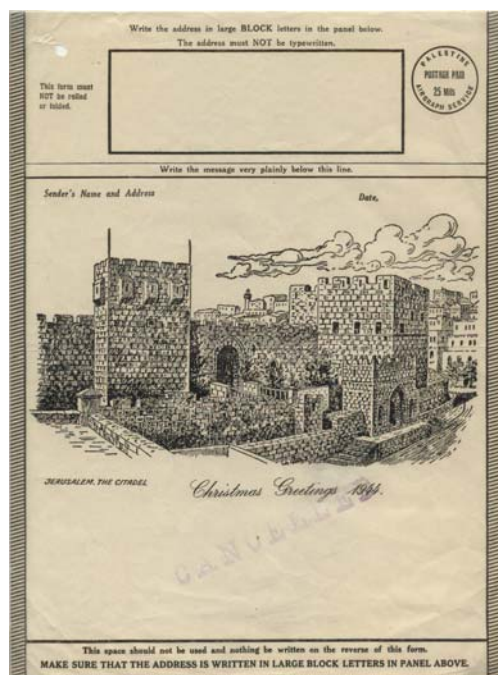 Write the address in large BLOCK letters in the panel below.
The address must NOT be typewritten.
This form must
NOT be rolled
or folded.
PALESTINE
POSTAGE PAID
25 Mils
AIRGRAPH SERVICE
Write the message very plainly below this line.
Sender's Name and Address
Date,
JERUSALEM, THE CITADEL
Christmas Greetings 1944.
CANCELLED
This space should not be used and nothing be written on the reverse of this form.
MAKE SURE THAT THE ADDRESS IS WRITTEN IN LARGE BLOCK LETTERS IN PANEL ABOVE.